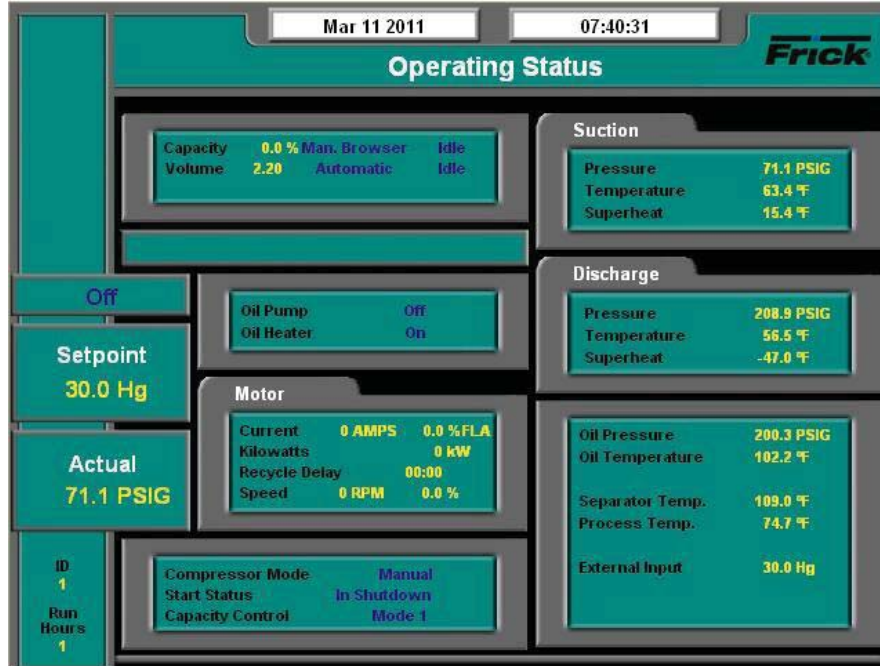 Mar 11 2011 07:40:31
Operating Status
Frick
Capacity 0.0 % Man. Browser Idle
Volume 2.20 Automatic Idle
Suction
Pressure 71.1 PSIG
Temperature 63.4 °F
Superheat 15.4 °F
Off
Setpoint
30.0 Hg
Actual
71.1 PSIG
ID
1
Run
Hours
1
Oil Pump Off
Oil Heater On
Discharge
Pressure 208.9 PSIG
Temperature 56.5 °F
Superheat -47.0 °F
Motor
Current 0 AMPS 0.0 %FLA
Kilowatts 0 kW
Recycle Delay 00:00
Speed 0 RPM 0.0 %
Oil Pressure 200.3 PSIG
Oil Temperature 102.2 °F
Separator Temp. 109.0 °F
Process Temp. 74.7 °F
External Input 30.0 Hg
Compressor Mode Manual
Start Status In Shutdown
Capacity Control Mode 1